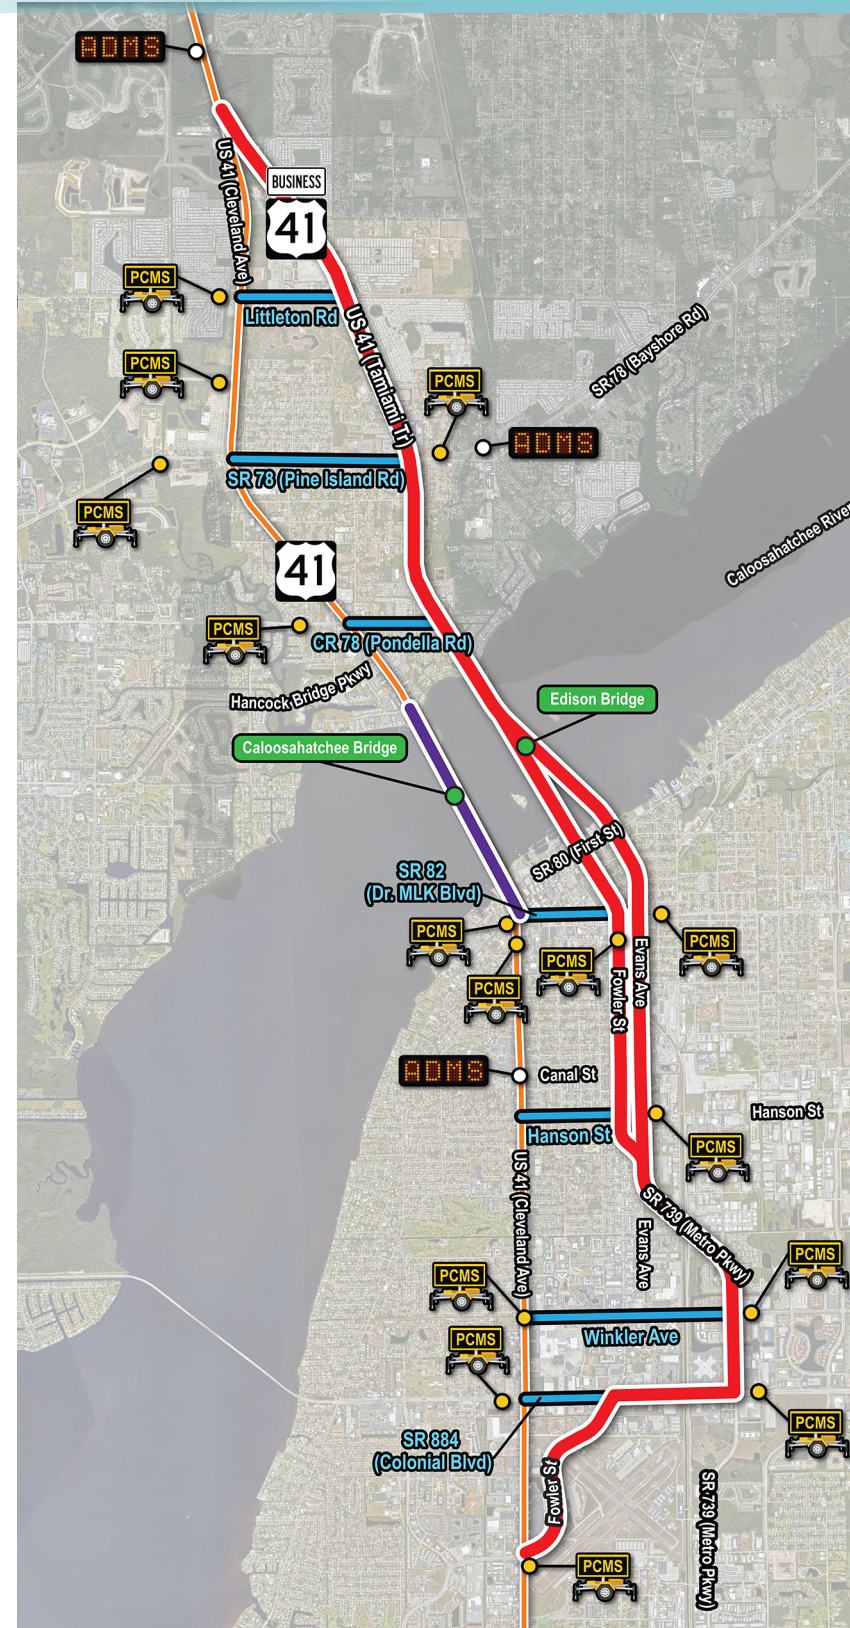 ADMS
US 41 (Cleveland Ave)
BUSINESS
41
PCMS
Littleton Rd
US 41 (Tamiami Tr)
SR 78 (Bayshore Rd)
PCMS
PCMS
ADMS
SR 78 (Pine Island Rd)
PCMS
Caloosahatchee River
41
PCMS
CR 78 (Pondella Rd)
Hancock Bridge Pkwy
Edison Bridge
Caloosahatchee Bridge
SR 80 (First St)
SR 82
(Dr. MLK Blvd)
PCMS
PCMS
PCMS
PCMS
Evans Ave
Fowler St
ADMS
Canal St
Hanson St
Hanson St
PCMS
US 41 (Cleveland Ave)
SR 739 (Metro Pkwy)
Evans Ave
PCMS
PCMS
Winkler Ave
PCMS
PCMS
SR 884
(Colonial Blvd)
Fowler St
SR 739 (Metro Pkwy)
PCMS